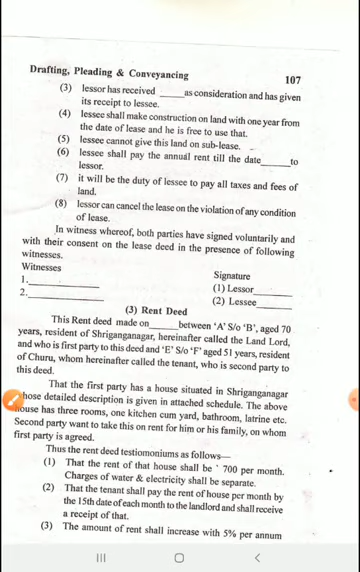 Drafting, Pleading & Conveyancing 107
(3) lessor has received _____as consideration and has given
its receipt to lessee.
(4) lessee shall make construction on land with one year from
the date of lease and he is free to use that.
(5) lessee cannot give this land on sub-lease.
(6) lessee shall pay the annual rent till the date______to
lessor.
(7) it will be the duty of lessee to pay all taxes and fees of
land.
(8) lessor can cancel the lease on the violation of any condition
of lease.
In witness whereof, both parties have signed voluntarily and
with their consent on the lease deed in the presence of following
witnesses.
Witnesses Signature
1.____________ (1) Lessor________
2.____________ (2) Lessee_______
(3) Rent Deed
This Rent deed made on______between 'A' S/o 'B', aged 70
years, resident of Shriganganagar, hereinafter called the Land Lord,
and who is first party to this deed and 'E' S/o 'F' aged 51 years, resident
of Churu, whom hereinafter called the tenant, who is second party to
this deed.
That the first party has a house situated in Shriganganagar
hose detailed description is given in attached schedule. The above
house has three rooms, one kitchen cum yard, bathroom, latrine etc.
Second party want to take this on rent for him or his family, on whom
first party is agreed.
Thus the rent deed testiomoniums as follows—
(1) That the rent of that house shall be ` 700 per month.
Charges of water & electricity shall be separate.
(2) That the tenant shall pay the rent of house per month by
the 15th date of each month to the landlord and shall receive
a receipt of that.
(3) The amount of rent shall increase with 5% per annum